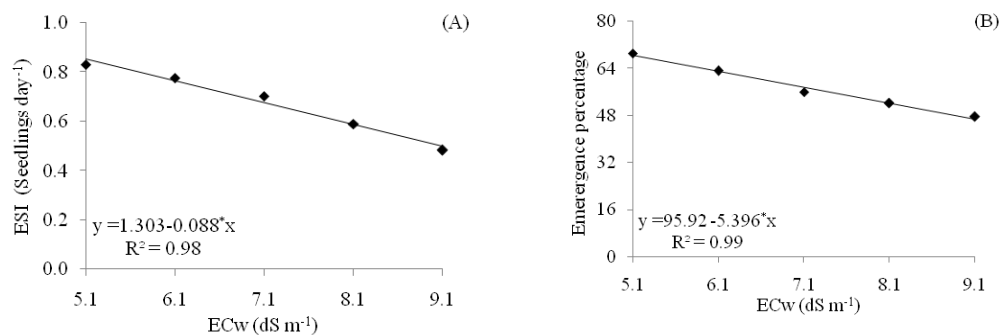 (A)
ESI (Seedlings day-1)
1.0
0.8
0.6
0.4
0.2
0.0
y =1.303-0.088*x
R2 = 0.98
5.1 6.1 7.1 8.1 9.1
ECw (dS m-1)
(B)
Emerergence percentage
80
64
48
32
16
0
y =95.92-5.396*x
R2 = 0.99
5.1 6.1 7.1 8.1 9.1
ECw (dS m-1)